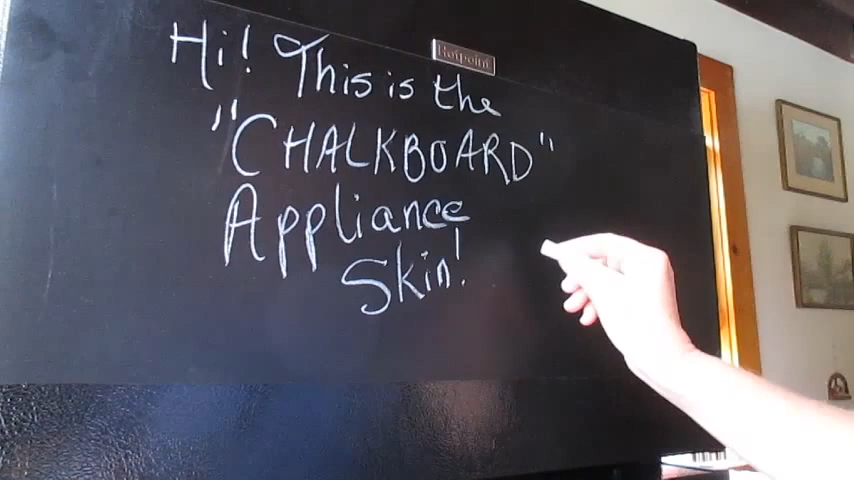 Hotpoint
Hi! This is the
"CHALKBOARD"
Appliance
Skin!